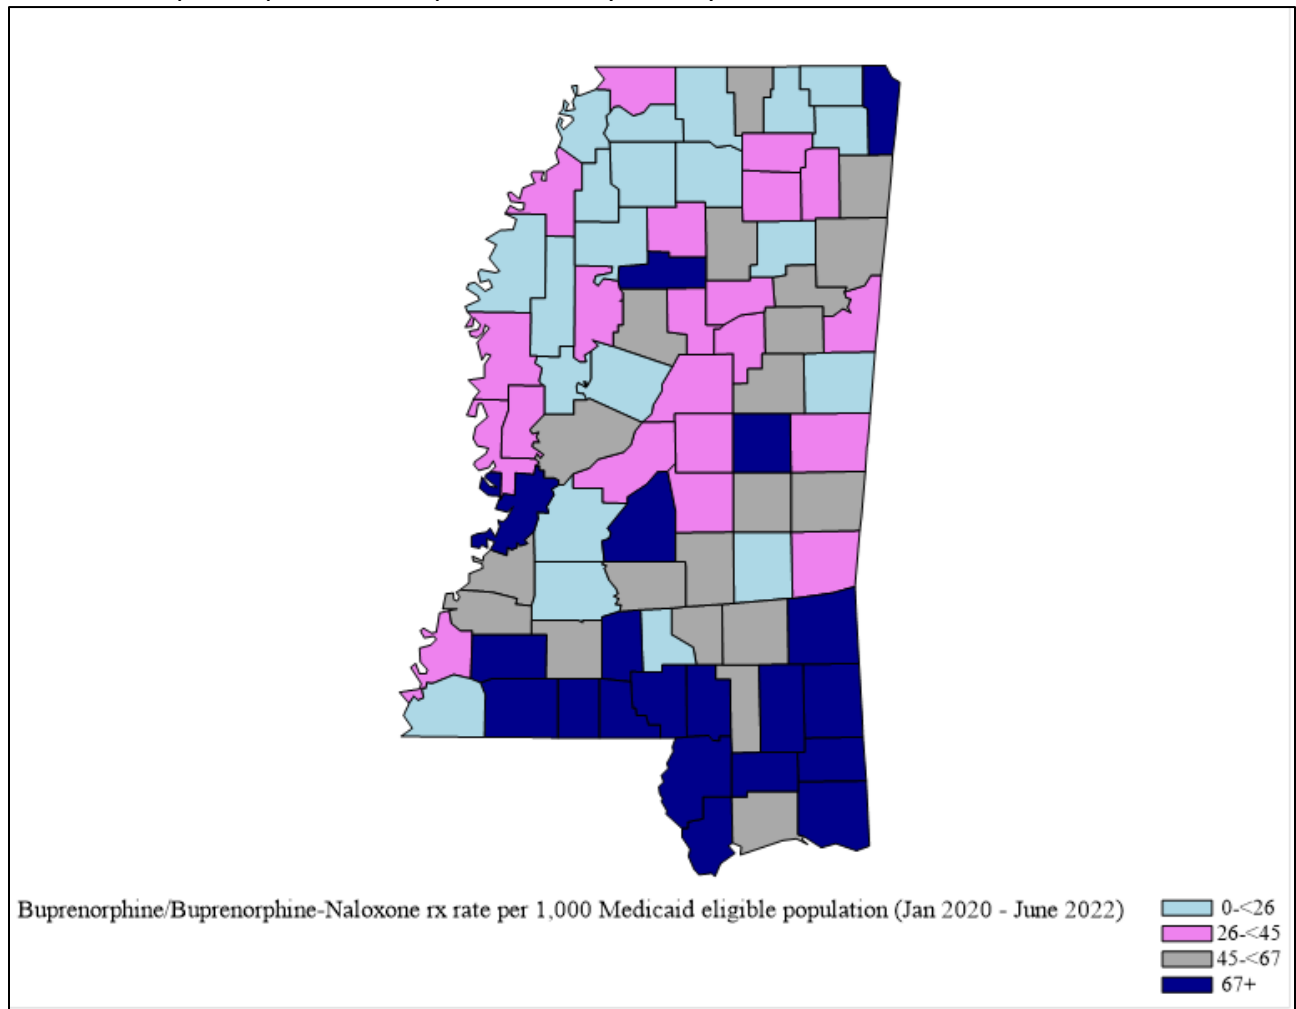 Buprenorphine/Buprenorphine-Naloxone rx rate per 1,000 Medicaid eligible population (Jan 2020 - June 2022)
0-<26
26-<45
45-<67
67+